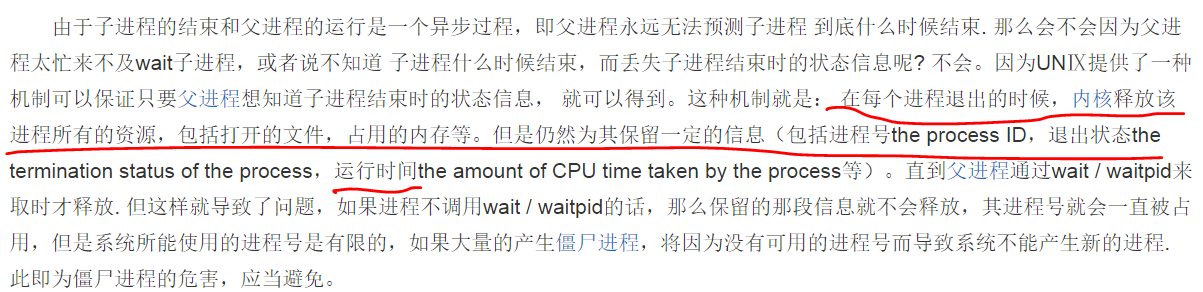 由于子进程的结束和父进程的运行是一个异步过程，即父进程永远无法预测子进程 到底什么时候结束. 那么会不会因为父进
程太忙来不及wait子进程，或者说不知道 子进程什么时候结束，而丢失子进程结束时的状态信息呢? 不会。因为UNⅨ提供了一种
机制可以保证只要父进程想知道子进程结束时的状态信息， 就可以得到。这种机制就是： 在每个进程退出的时候，内核释放该
进程所有的资源，包括打开的文件，占用的内存等。但是仍然为其保留一定的信息（包括进程号the process ID，退出状态the
termination status of the process，运行时间the amount of CPU time taken by the process等）。直到父进程通过wait / waitpid来
取时才释放. 但这样就导致了问题，如果进程不调用wait / waitpid的话，那么保留的那段信息就不会释放，其进程号就会一直被占
用，但是系统所能使用的进程号是有限的，如果大量的产生僵尸进程，将因为没有可用的进程号而导致系统不能产生新的进程.
此即为僵尸进程的危害，应当避免。